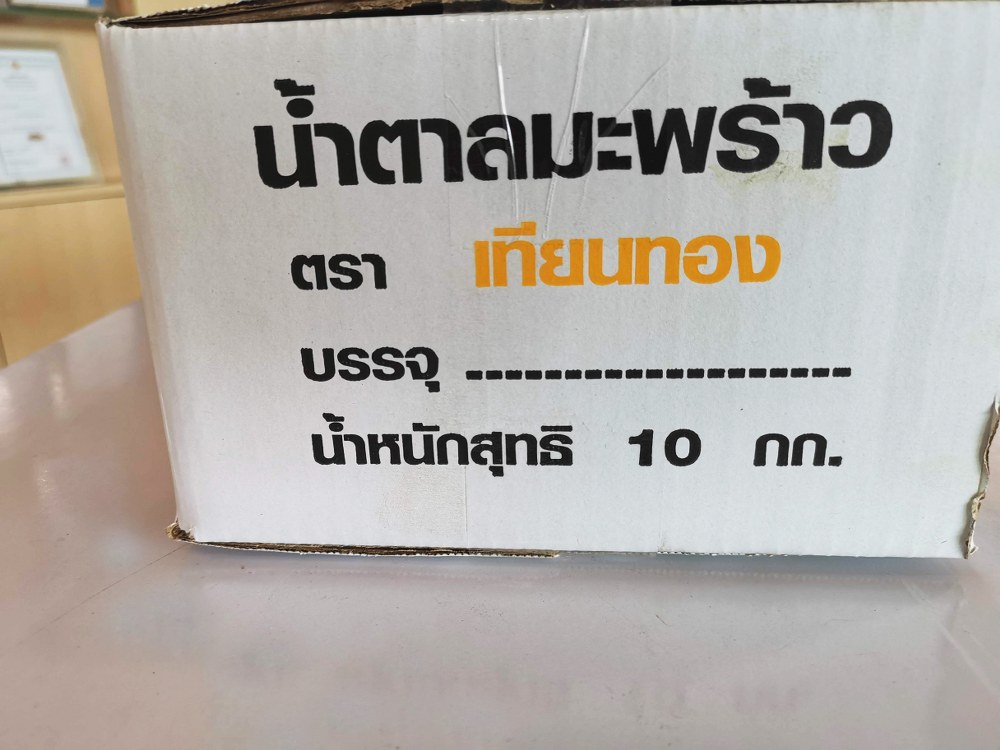 น้ำตาลมะพร้าว
ตรา เทียนทอง
บรรจุ ....................
น้ำหนักสุทธิ 10 กก.